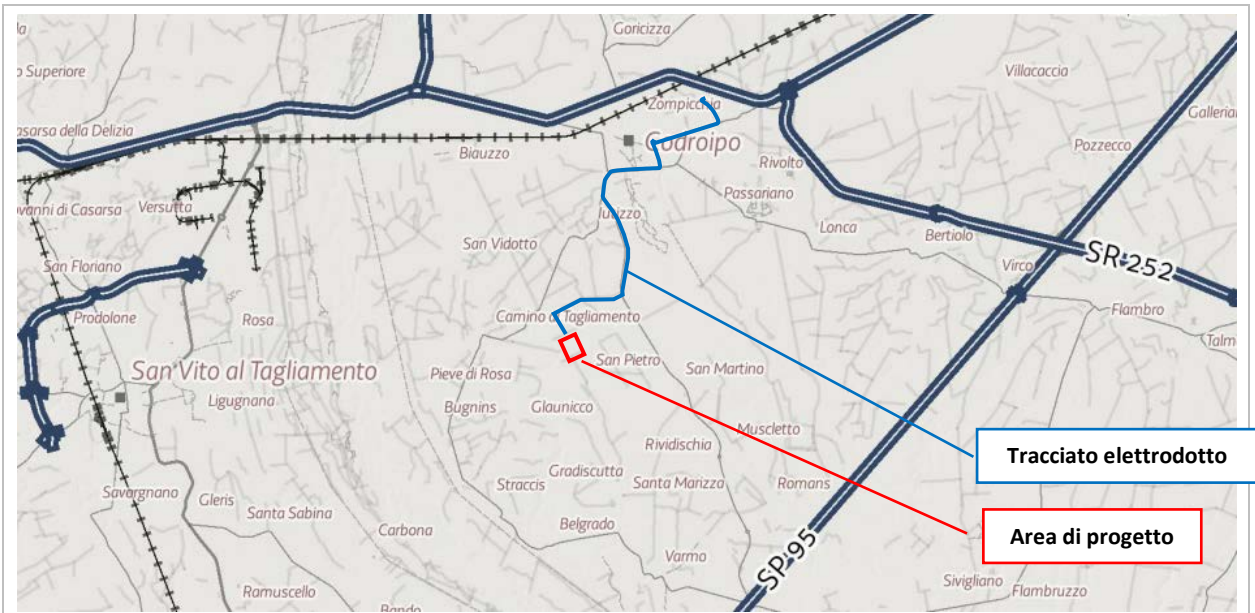 Goricizza
Superiore
Villacaccia
Zompicchia
Galleria
Casarsa della Delizia
Codroipo
Pozzecco
Biauzzo
Rivolto
Passariano
Versutta
ovanni di Casarsa
Iutizzo
Lonca
Bertiolo
San Vidotto
SR 252
San Floriano
Virco
Flambro
Prodolone
Rosa
Camino al Tagliamento
Talm
San Pietro
San Vito al Tagliamento
Pieve di Rosa
San Martino
Ligugnana
Bugnins
Glaunicco
Muscletto
Rividischia
Tracciato elettrodotto
Gradiscutta
Savorgnano
Gleris
Straccis
Santa Marizza
Romans
Santa Sabina
Carbona
Belgrado
Area di progetto
Varmo
SP 95
Sivigliano
Ramuscello
Flambruzzo
Bando